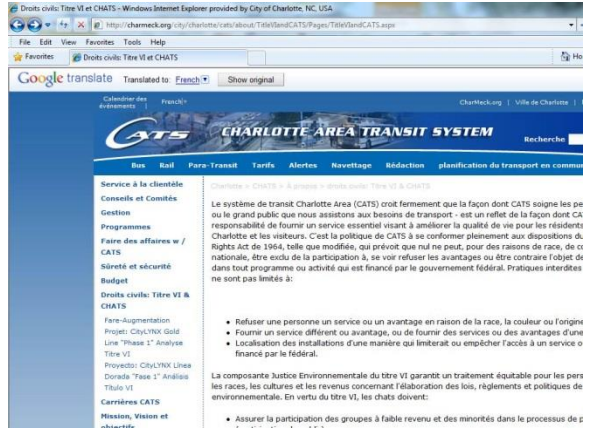 Droits civils: Titre VI et CHATS - Windows Internet Explorer provided by City of Charlotte, NC, USA
http://charmeck.org/city/charlotte/cats/about/TitleVIandCATS/Pages/TitleVIandCATS.aspx
File Edit View Favorites Tools Help
Favorites Droits civils: Titre VI et CHATS Ho
Google translate Translated to: French Show original
Calendrier des événements | French|
CharMeck.org | Ville de Charlotte |
CATS CHARLOTTE AREA TRANSIT SYSTEM
Recherche
Bus Rail Para-Transit Tarifs Alertes Navettage Rédaction planification du transport en commun
Charlotte > CHATS > À propos > droits civils: Titre VI & CHATS
Service à la clientèle
Conseils et Comités
Gestion
Programmes
Faire des affaires w /
CATS
Sûreté et sécurité
Budget
Droits civils: Titre VI &
CHATS
Fare-Augmentation
Projet: CityLYNX Gold
Line "Phase 1" Analyse
Titre VI
Proyecto: CityLYNX Línea
Dorada "Fase 1" Análisis
Título VI
Carrières CATS
Mission, Vision et
objectifs
Le système de transit Charlotte Area (CATS) croit fermement que la façon dont CATS soigne les pe
ou le grand public que nous assistons aux besoins de transport - est un reflet de la façon dont CA
responsabilité de fournir un service essentiel visant à améliorer la qualité de vie pour les résidents
Charlotte et les visiteurs. C'est la politique de CATS à se conformer pleinement aux dispositions du
Rights Act de 1964, telle que modifiée, qui prévoit que nul ne peut, pour des raisons de race, de co
nationale, être exclu de la participation à, se voir refuser les avantages ou être contraire l'objet de
dans tout programme ou activité qui est financé par le gouvernement fédéral. Pratiques interdites
ne sont pas limités à:
• Refuser une personne un service ou un avantage en raison de la race, la couleur ou l'origine
• Fournir un service différent ou avantage, ou de fournir des services ou des avantages d'une
• Localisation des installations d'une manière qui limiterait ou empêcher l'accès à un service o
financé par le fédéral.
La composante Justice Environnementale du titre VI garantit un traitement équitable pour les pers
les races, les cultures et les revenus concernant l'élaboration des lois, règlements et politiques de
environnementale. En vertu du titre VI, les chats doivent:
• Assurer la participation des groupes à faible revenu et des minorités dans le processus de p